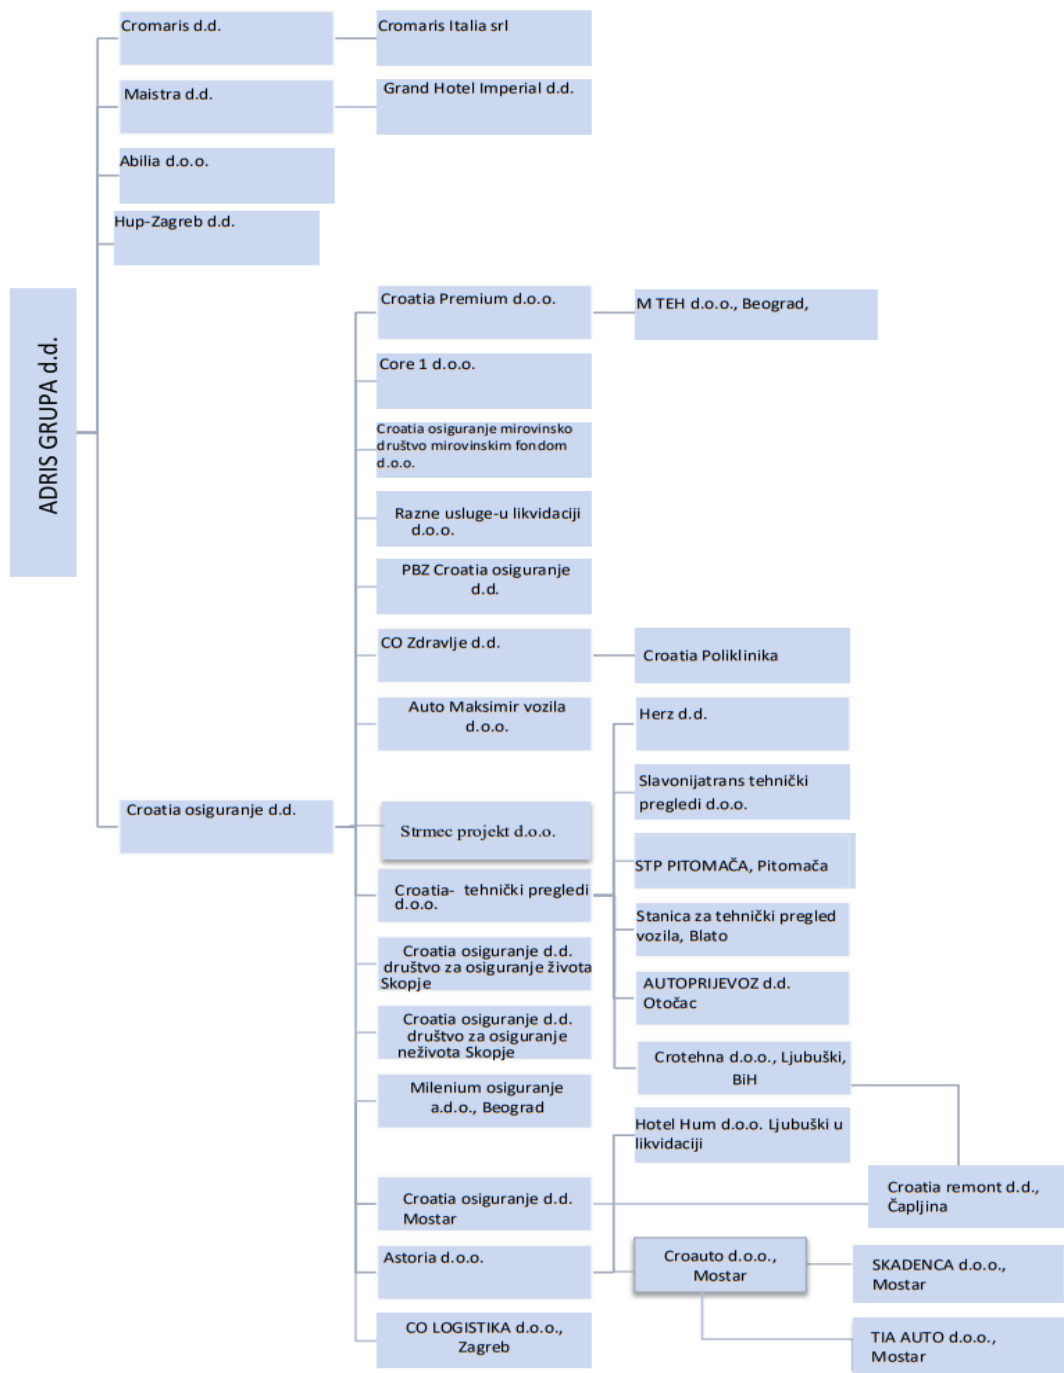 Cromaris d.d.
Cromaris Italia srl
Maistra d.d.
Grand Hotel Imperial d.d.
Abilia d.o.o.
Hup-Zagreb d.d.
ADRIS GRUPA d.d.
Croatia Premium d.o.o.
M TEH d.o.o., Beograd,
Core 1 d.o.o.
Croatia osiguranje mirovinsko
društvo mirovinskim fondom
d.o.o.
Razne usluge-u likvidaciji
d.o.o.
PBZ Croatia osiguranje
d.d.
CO Zdravlje d.d.
Croatia Poliklinika
Auto Maksimir vozila
d.o.o.
Herz d.d.
Slavonijatrans tehnički
pregledi d.o.o.
Croatia osiguranje d.d.
Strmec projekt d.o.o.
STP PITOMAČA, Pitomača
Croatia- tehnički pregledi
d.o.o.
Stanica za tehnički pregled
vozila, Blato
Croatia osiguranje d.d.
društvo za osiguranje života
Skopje
AUTOPRIJEVOZ d.d.
Otočac
Croatia osiguranje d.d.
društvo za osiguranje
neživota Skopje
Crotehna d.o.o., Ljubuški,
BiH
Milenium osiguranje
a.d.o., Beograd
Hotel Hum d.o.o. Ljubuški u
likvidaciji
Croatia osiguranje d.d.
Mostar
Croatia remont d.d.,
Čapljina
Astoria d.o.o.
Croauto d.o.o.,
Mostar
SKADENCA d.o.o.,
Mostar
CO LOGISTIKA d.o.o.,
Zagreb
TIA AUTO d.o.o.,
Mostar